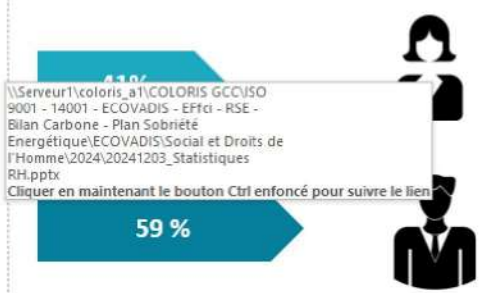 41%
\\Serveur1\coloris_a1\COLORIS GCC\ISO
9001 - 14001 - ECOVADIS - EFfci - RSE -
Bilan Carbone - Plan Sobriété
Energétique\ECOVADIS\Social et Droits de
l'Homme\2024\20241203_Statistiques
RH.pptx
Cliquer en maintenant le bouton Ctrl enfoncé pour suivre le lien
59 %